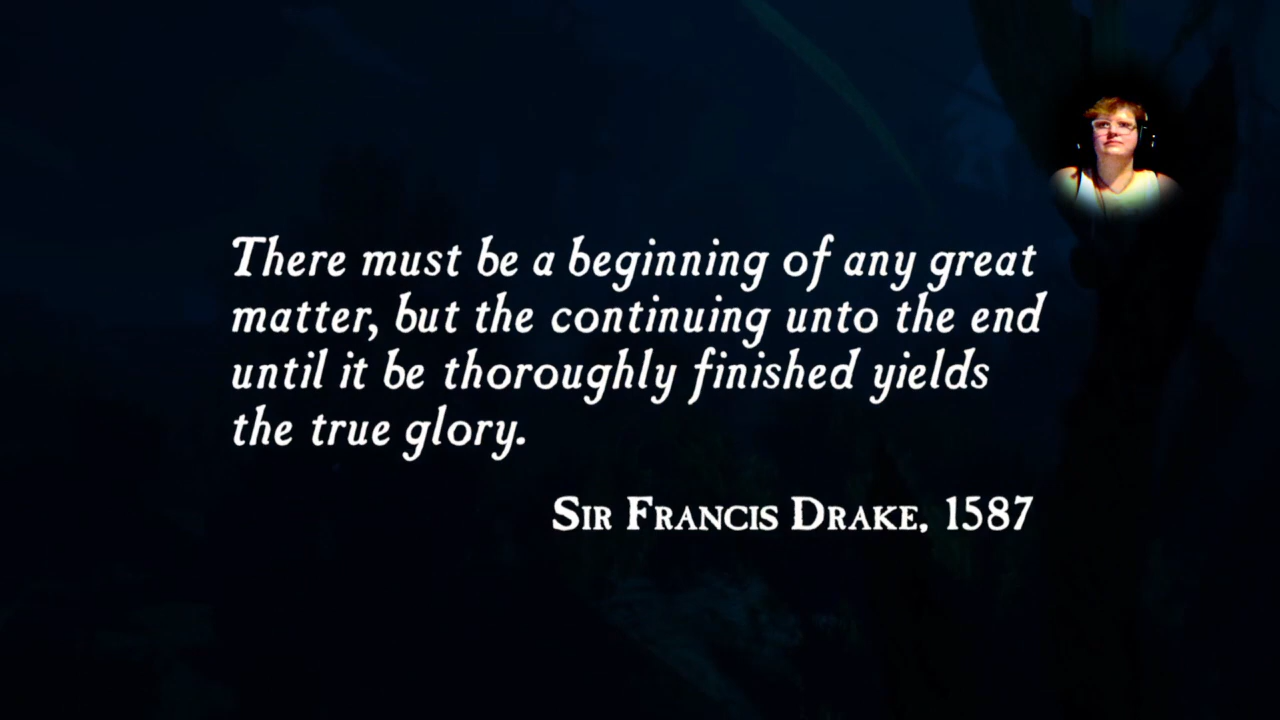 There must be a beginning of any great
matter, but the continuing unto the end
until it be thoroughly finished yields
the true glory.
Sir Francis Drake, 1587